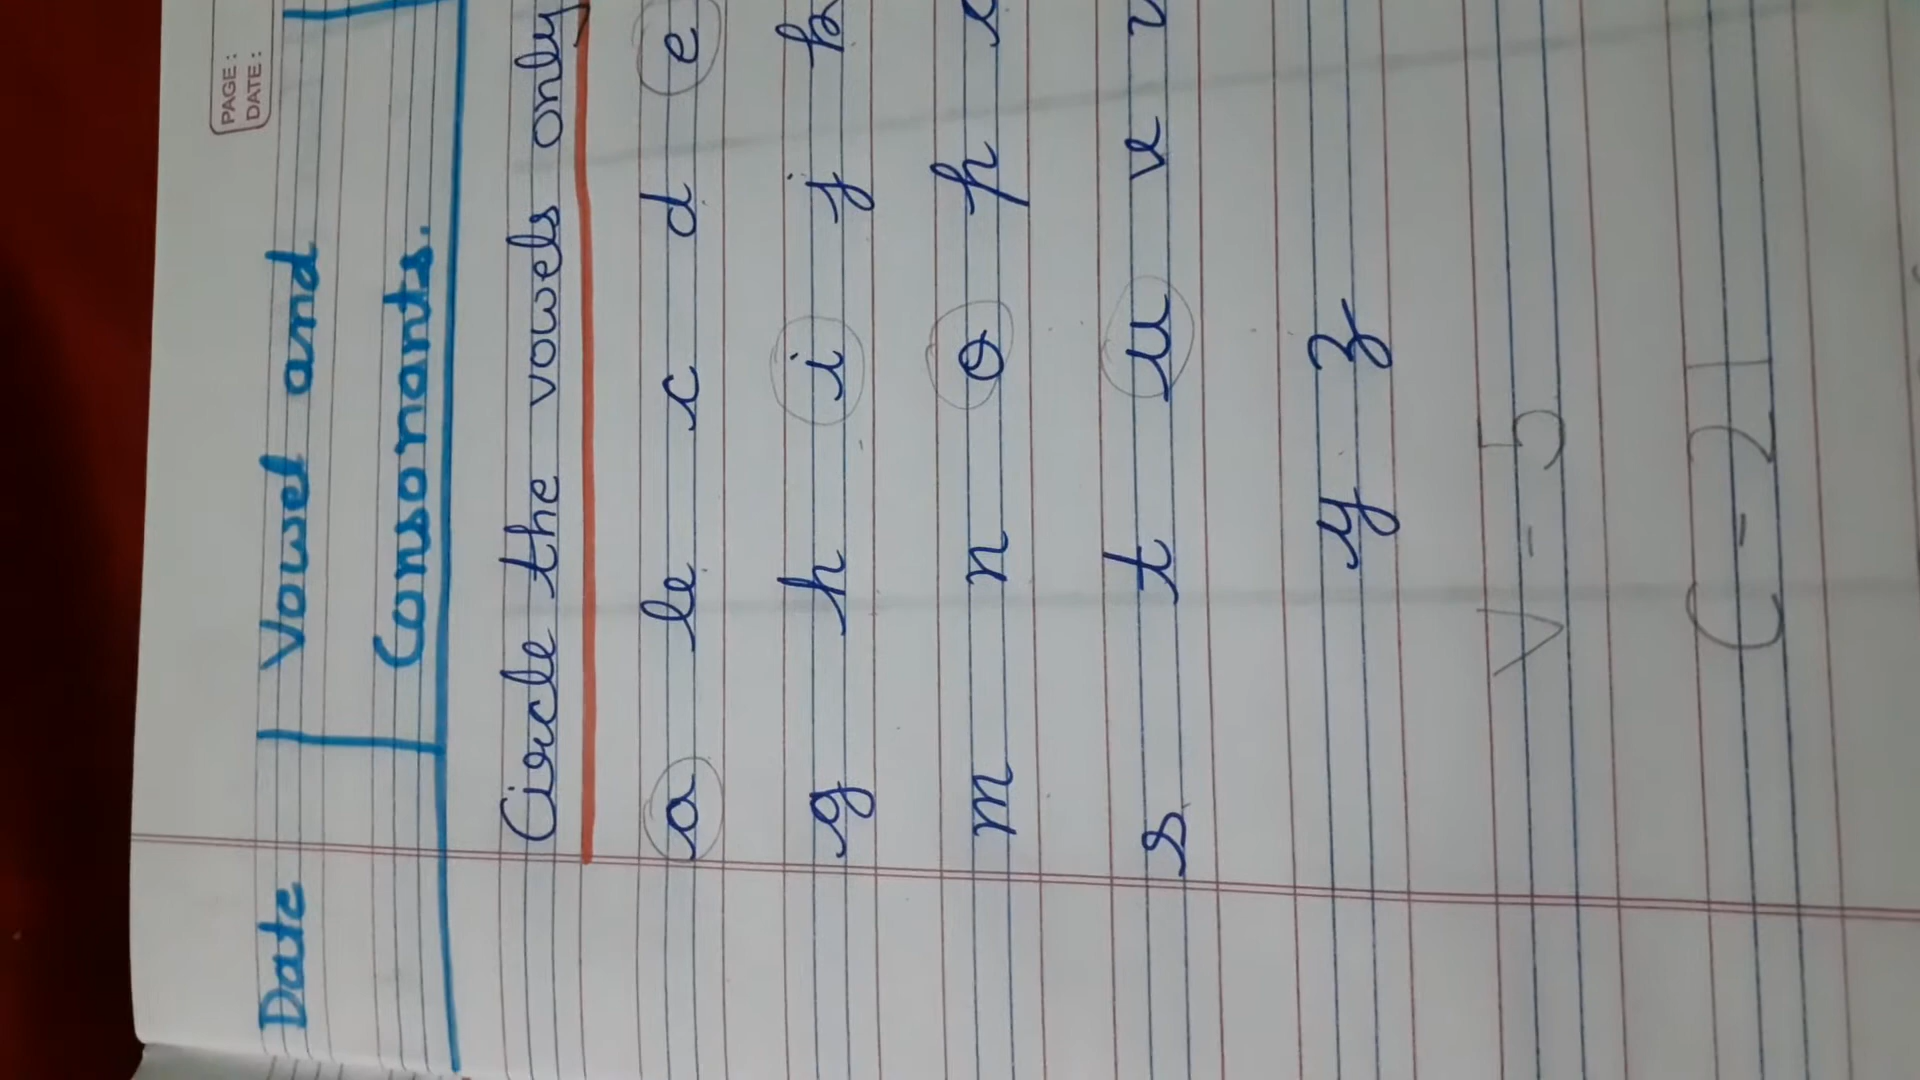 PAGE:
DATE:
Date Vowel and
Consonants.
Circle the vowels only
a b c d e
g h i j k
m n o p
s t u v
y z
V - 5
C - 21